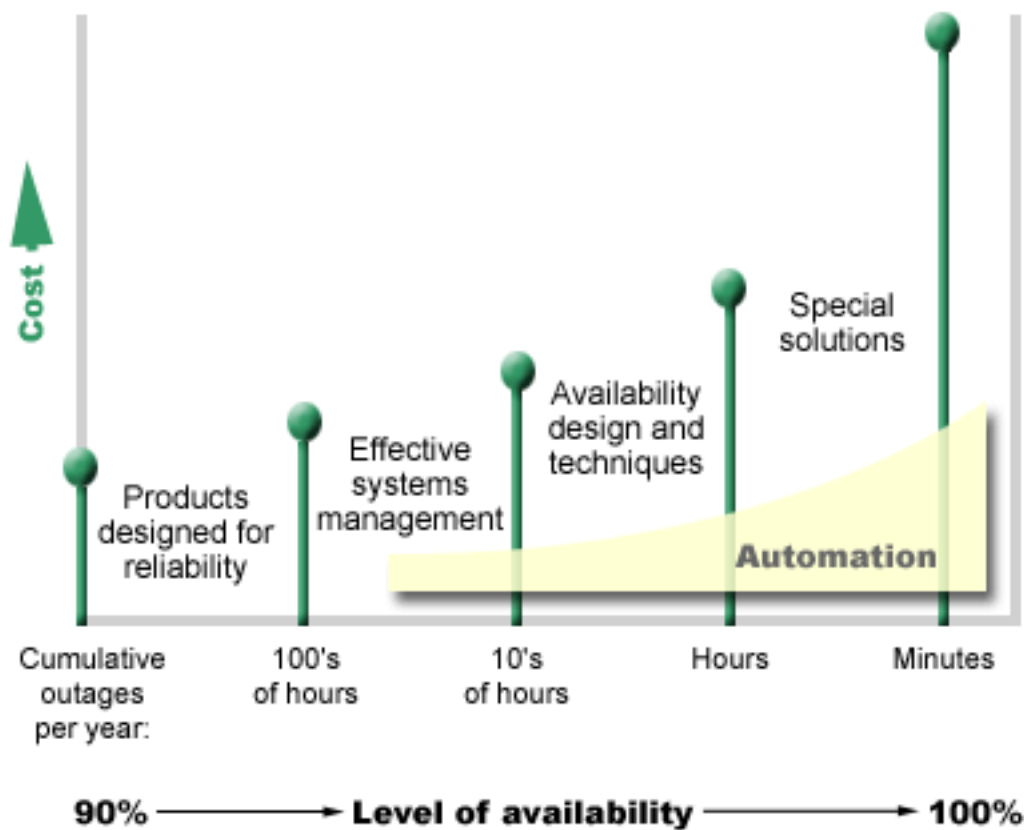 Cost
Special
solutions
Availability
design and
techniques
Effective
systems
management
Products
designed for
reliability
Automation
Cumulative
outages
per year:
100's
of hours
10's
of hours
Hours
Minutes
90%
Level of availability
100%